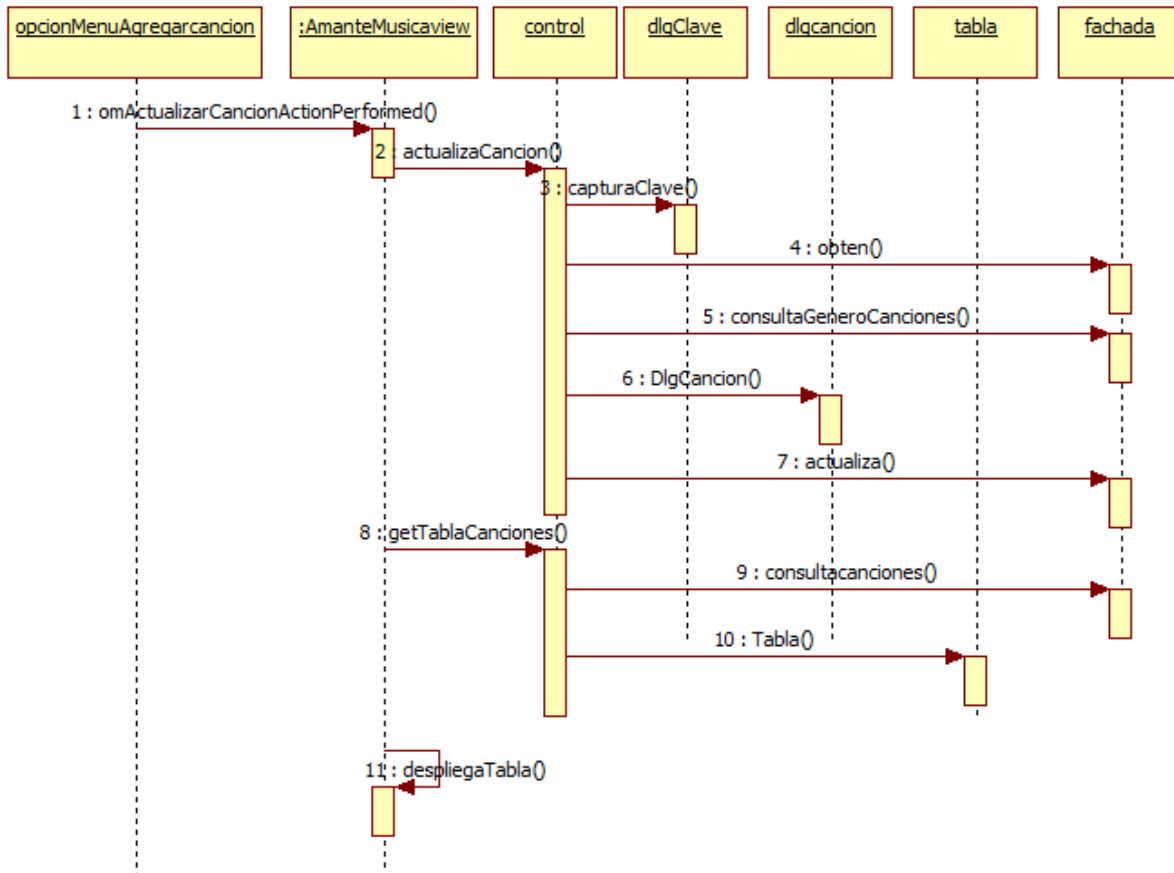 opcionMenuAgregarcancion
:AmanteMusicaview
control
dlgClave
dlgcancion
tabla
fachada
1 : omActualizarCancionActionPerformed()
2 : actualizaCancion()
3 : capturaClave()
4 : obten()
5 : consultaGeneroCanciones()
6 : DlgCancion()
7 : actualiza()
8 : getTablaCanciones()
9 : consultacanciones()
10 : Tabla()
11 : despliegaTabla()